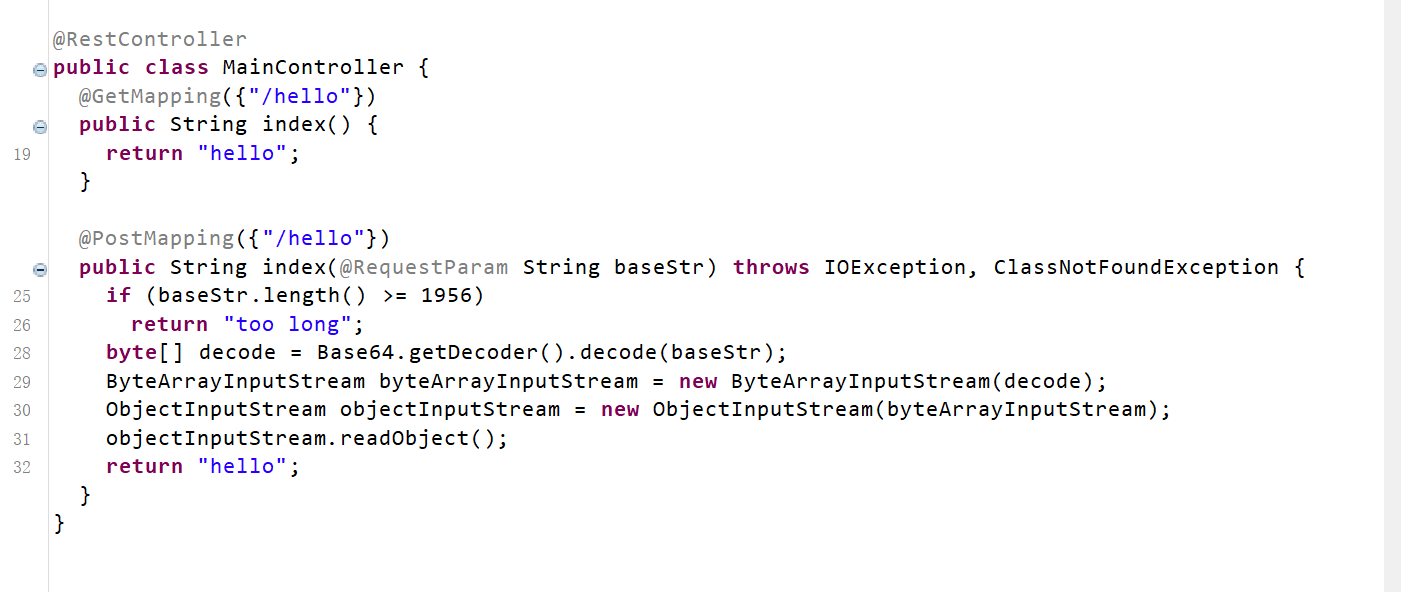 @RestController
public class MainController {
@GetMapping({"/hello"})
public String index() {
19 return "hello";
}
@PostMapping({"/hello"})
public String index(@RequestParam String baseStr) throws IOException, ClassNotFoundException {
25 if (baseStr.length() >= 1956)
26 return "too long";
28 byte[] decode = Base64.getDecoder().decode(baseStr);
29 ByteArrayInputStream byteArrayInputStream = new ByteArrayInputStream(decode);
30 ObjectInputStream objectInputStream = new ObjectInputStream(byteArrayInputStream);
31 objectInputStream.readObject();
32 return "hello";
}
}